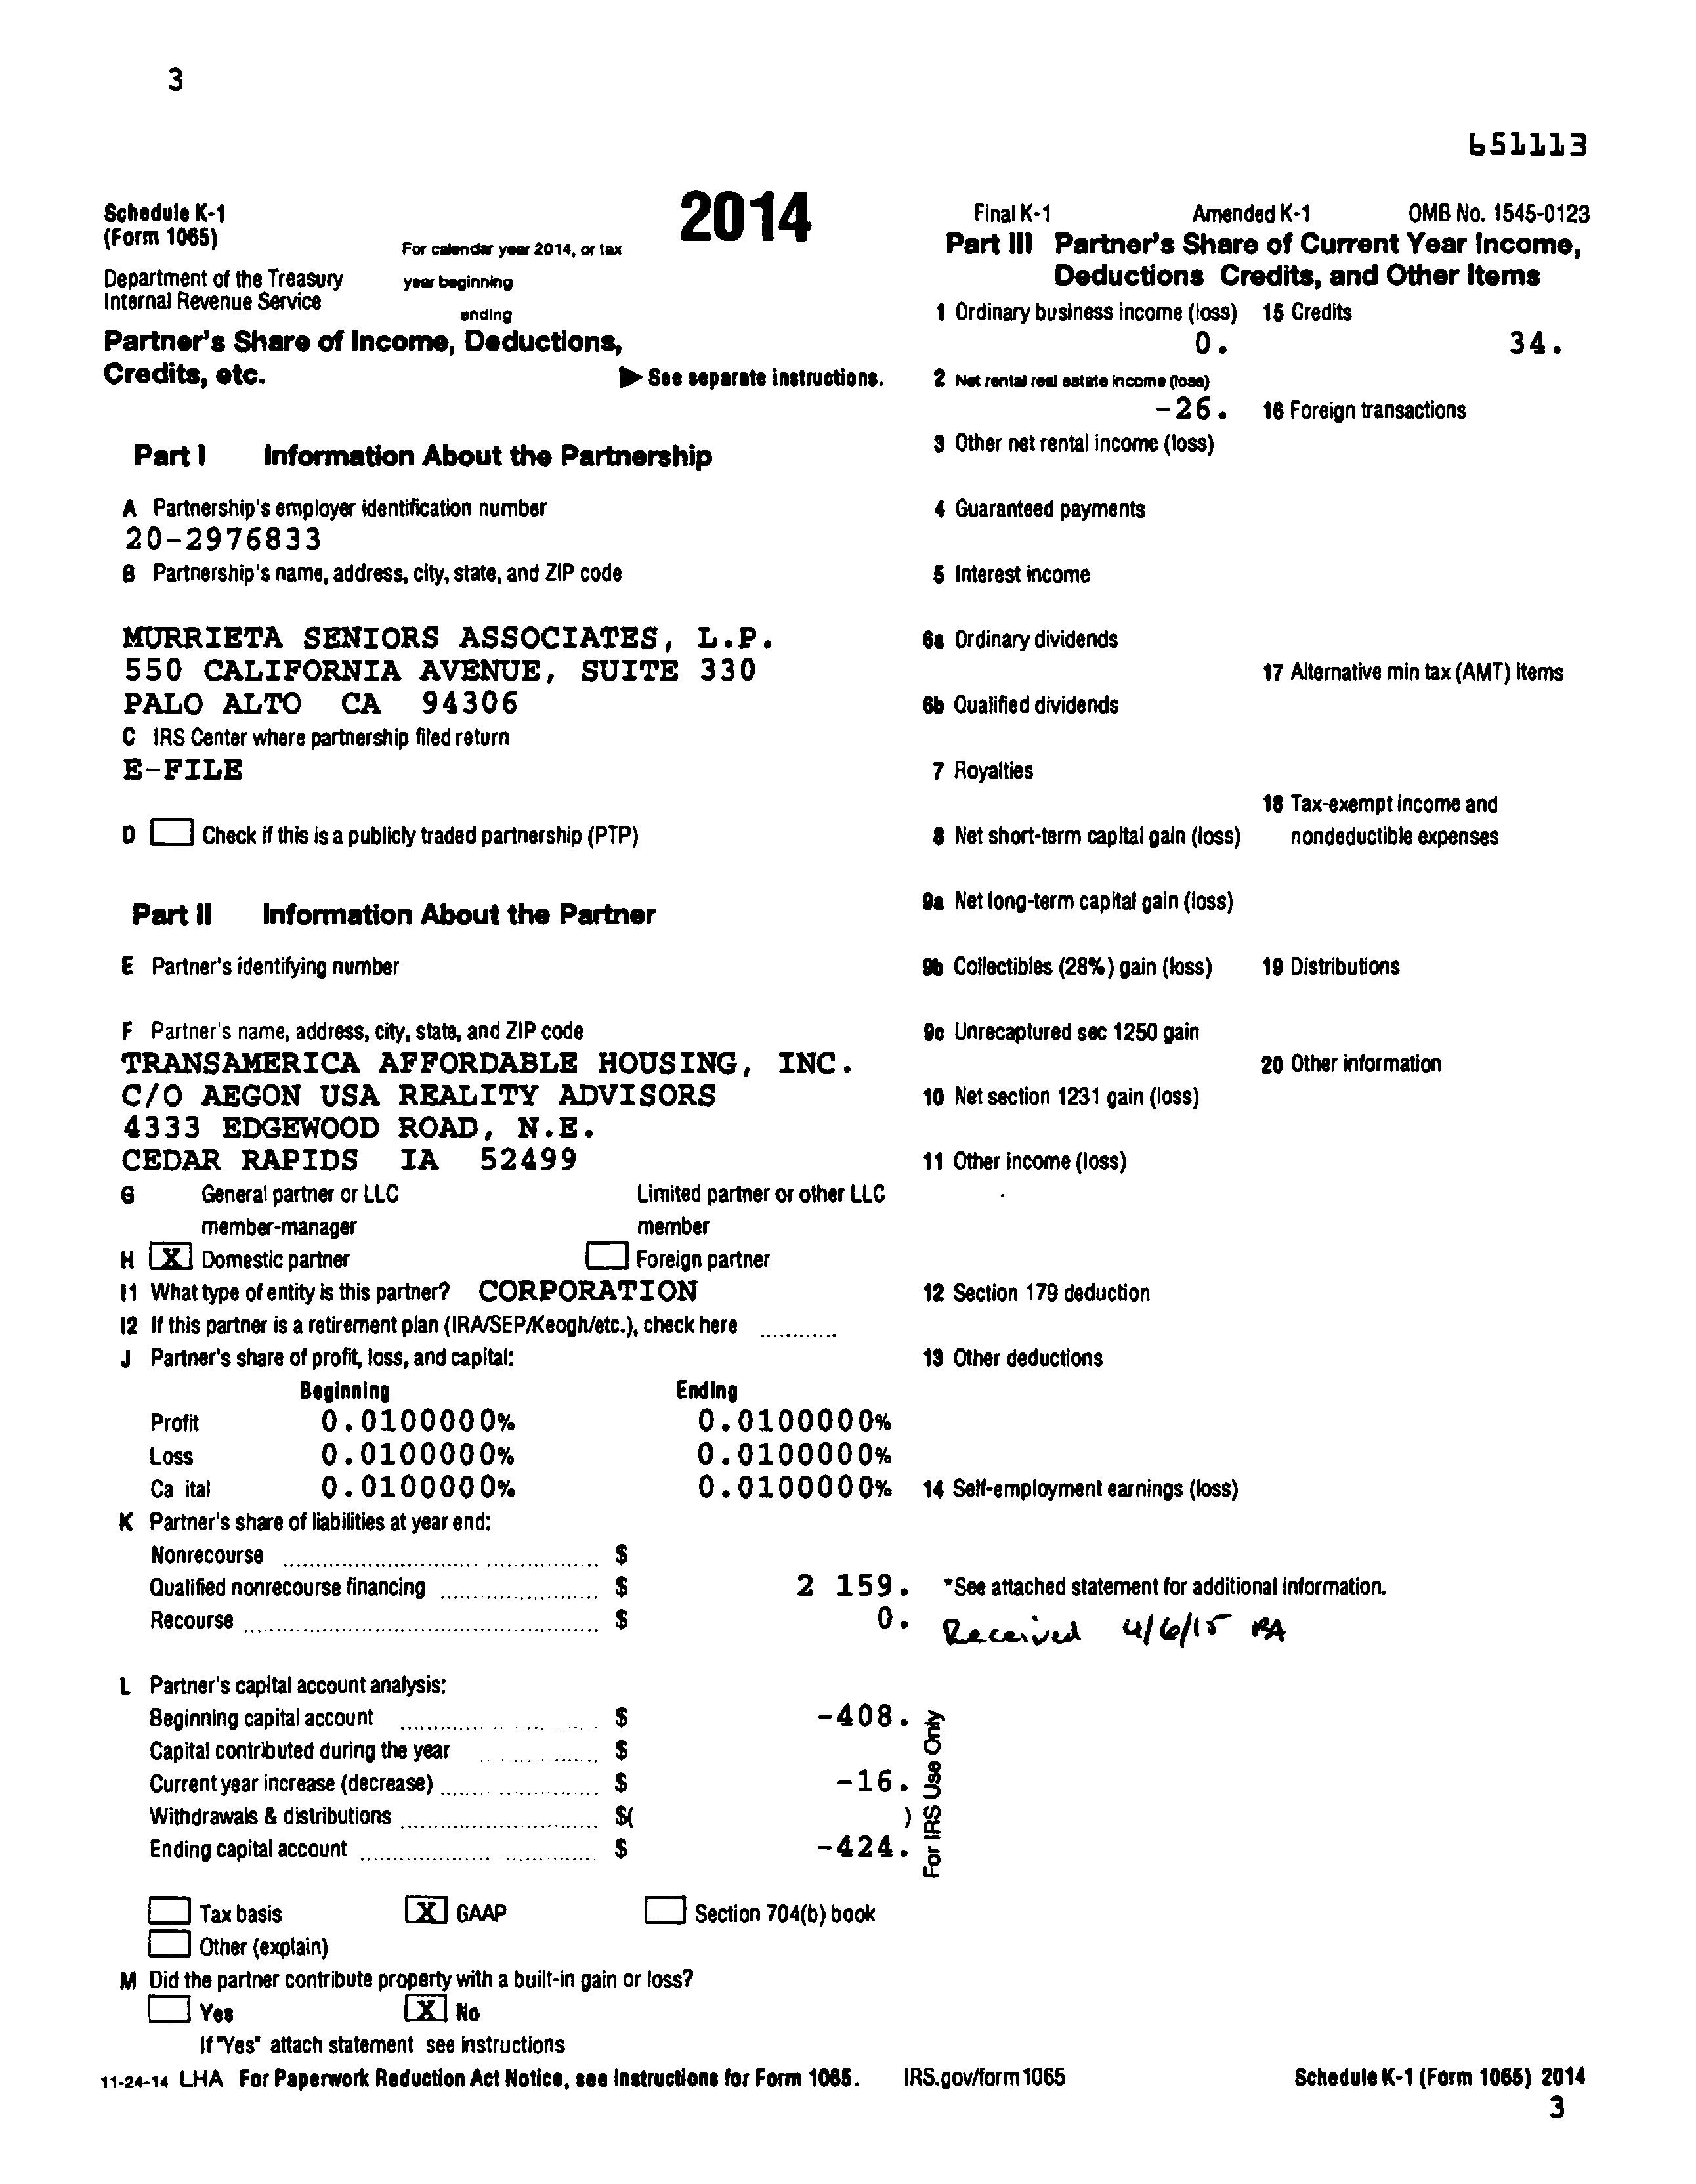 3
651113
Schedule K-1
(Form 1065)
Department of the Treasury
Internal Revenue Service
For calendar year 2014, or tax
year beginning
ending
2014
Partner's Share of Income, Deductions,
Credits, etc.
▶ See separate instructions.
Part I Information About the Partnership
A Partnership's employer identification number
20-2976833
B Partnership's name, address, city, state, and ZIP code
MURRIETA SENIORS ASSOCIATES, L.P.
550 CALIFORNIA AVENUE, SUITE 330
PALO ALTO CA 94306
C IRS Center where partnership filed return
E-FILE
D Check if this is a publicly traded partnership (PTP)
Part II Information About the Partner
E Partner's identifying number
F Partner's name, address, city, state, and ZIP code
TRANSAMERICA AFFORDABLE HOUSING, INC.
C/O AEGON USA REALITY ADVISORS
4333 EDGEWOOD ROAD, N.E.
CEDAR RAPIDS IA 52499
G General partner or LLC Limited partner or other LLC
member-manager member
H X Domestic partner Foreign partner
I1 What type of entity is this partner? CORPORATION
I2 If this partner is a retirement plan (IRA/SEP/Keogh/etc.), check here
J Partner's share of profit, loss, and capital:
Beginning Ending
Profit 0.0100000% 0.0100000%
Loss 0.0100000% 0.0100000%
Ca ital 0.0100000% 0.0100000%
K Partner's share of liabilities at year end:
Nonrecourse $
Qualified nonrecourse financing $ 2 159.
Recourse $ 0.
L Partner's capital account analysis:
Beginning capital account $ -408.
Capital contributed during the year $
Current year increase (decrease) $ -16.
Withdrawals & distributions $( )
Ending capital account $ -424.
Tax basis X GAAP Section 704(b) book
Other (explain)
M Did the partner contribute property with a built-in gain or loss?
Yes X No
If "Yes" attach statement see instructions
Final K-1 Amended K-1 OMB No. 1545-0123
Part III Partner's Share of Current Year Income,
Deductions Credits, and Other Items
1 Ordinary business income (loss) 15 Credits
0. 34.
2 Net rental real estate income (loss)
-26. 16 Foreign transactions
3 Other net rental income (loss)
4 Guaranteed payments
5 Interest income
6a Ordinary dividends
17 Alternative min tax (AMT) items
6b Qualified dividends
7 Royalties
18 Tax-exempt income and
8 Net short-term capital gain (loss) nondeductible expenses
9a Net long-term capital gain (loss)
9b Collectibles (28%) gain (loss) 19 Distributions
9c Unrecaptured sec 1250 gain
20 Other information
10 Net section 1231 gain (loss)
11 Other income (loss)
12 Section 179 deduction
13 Other deductions
14 Self-employment earnings (loss)
*See attached statement for additional information.
Received 4/6/15 RA
For IRS Use Only
11-24-14 LHA For Paperwork Reduction Act Notice, see Instructions for Form 1065. IRS.gov/form1065 Schedule K-1 (Form 1065) 2014
3